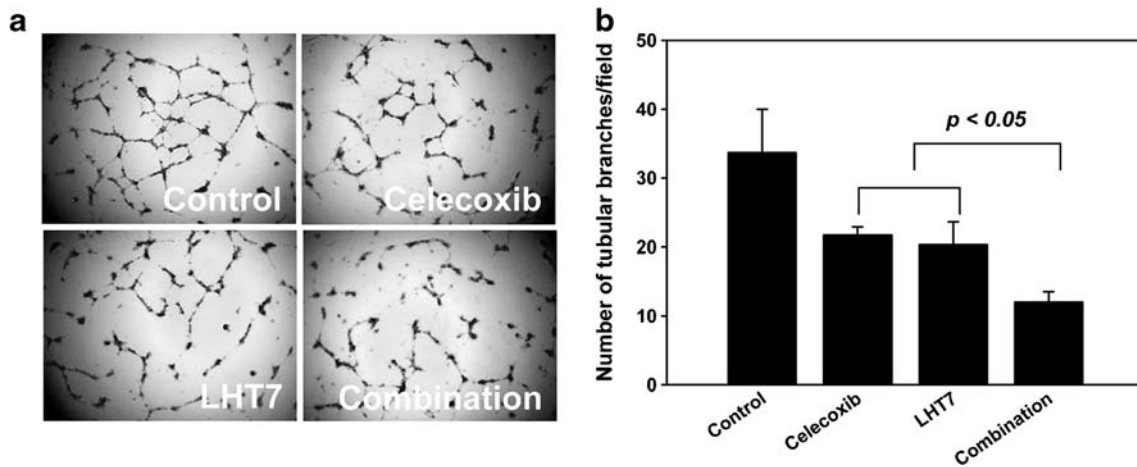 a
Control
Celecoxib
LHT7
Combination
b
Number of tubular branches/field
50
40
30
20
10
0
p < 0.05
Control
Celecoxib
LHT7
Combination